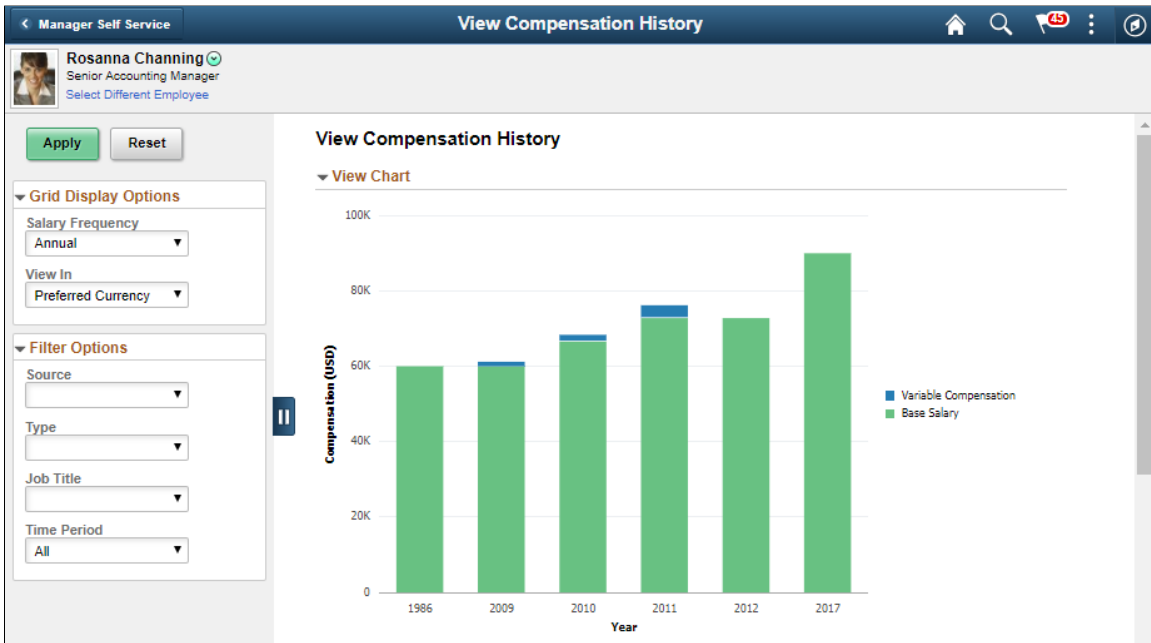 Manager Self Service
View Compensation History
45
Rosanna Channing
Senior Accounting Manager
Select Different Employee
Apply
Reset
Grid Display Options
Salary Frequency
Annual
View In
Preferred Currency
Filter Options
Source
Type
Job Title
Time Period
All
View Compensation History
View Chart
100K
80K
60K
40K
20K
0
Compensation (USD)
1986
2009
2010
2011
2012
2017
Year
Variable Compensation
Base Salary